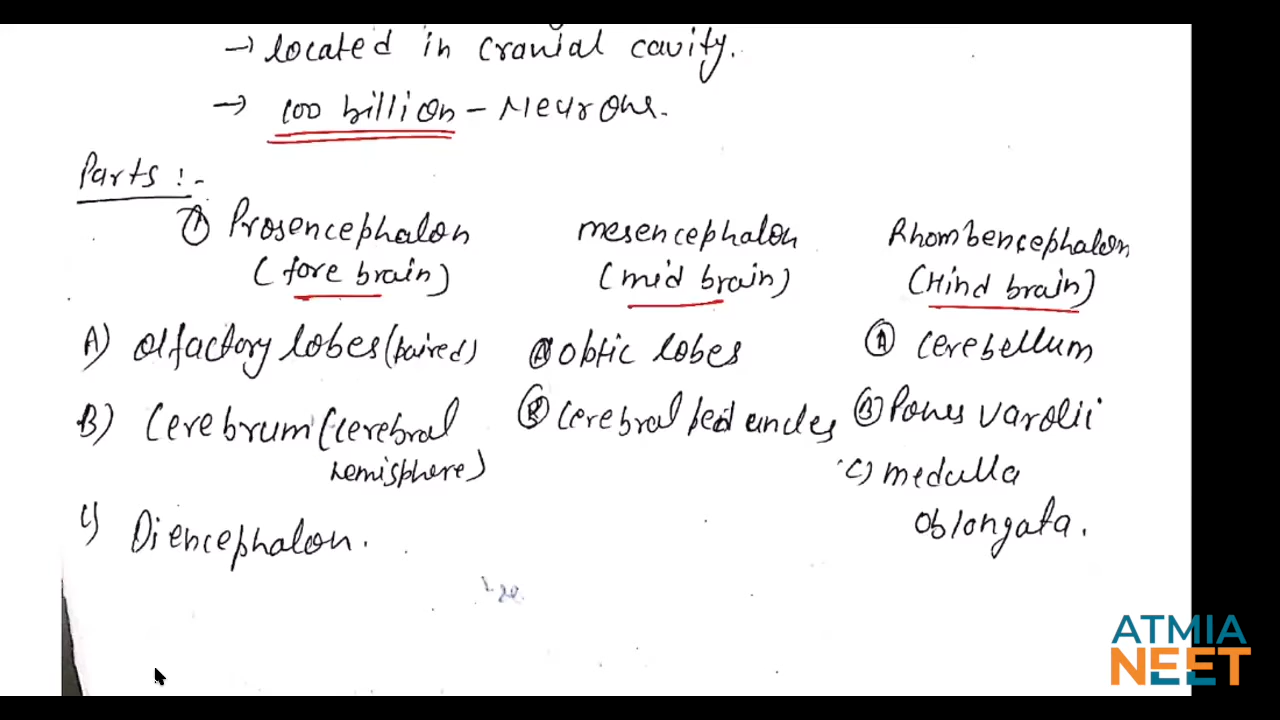 → located in cranial cavity.
→ 100 billion - Neurons.
Parts :-
① Prosencephalon
(fore brain)
A) olfactory lobes (paired)
B) Cerebrum (cerebral
hemisphere)
C) Diencephalon.
mesencephalon
(mid brain)
Ⓐ optic lobes
Ⓑ cerebral peduncles
Rhombencephalon
(Hind brain)
Ⓐ cerebellum
Ⓑ Pones varolii
C) medulla
oblongata.
ATMIA
NEET